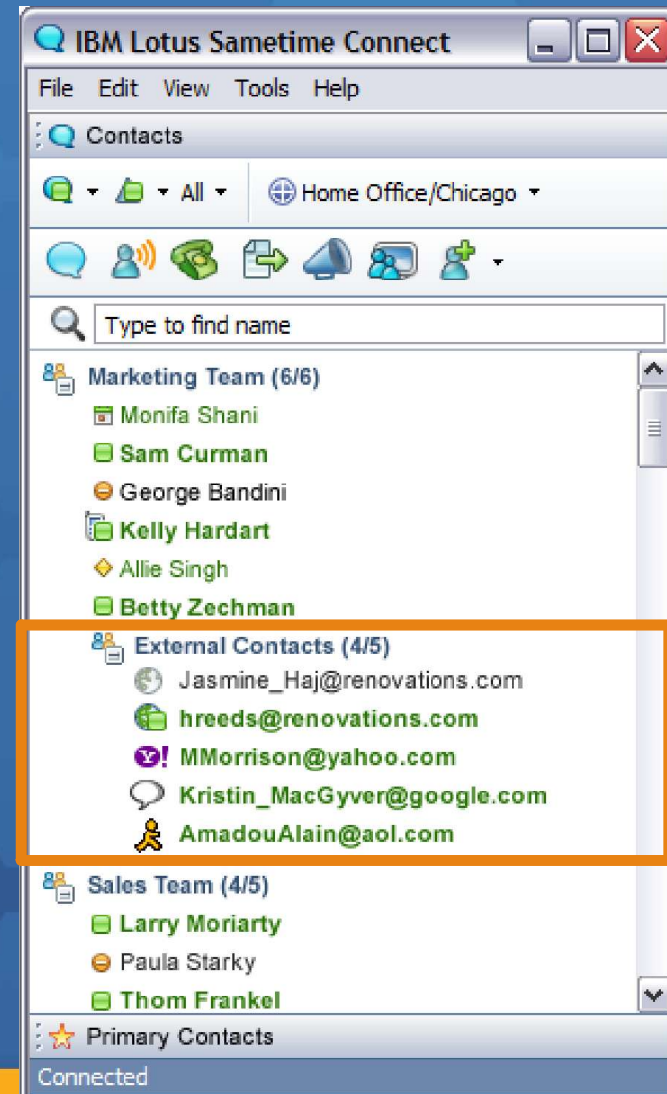 IBM Lotus Sametime Connect
File Edit View Tools Help
Contacts
All Home Office/Chicago
Type to find name
Marketing Team (6/6)
Monifa Shani
Sam Curman
George Bandini
Kelly Hardart
Allie Singh
Betty Zechman
External Contacts (4/5)
Jasmine_Haj@renovations.com
hreeds@renovations.com
Y! MMorrison@yahoo.com
Kristin_MacGyver@google.com
AmadouAlain@aol.com
Sales Team (4/5)
Larry Moriarty
Paula Starky
Thom Frankel
Primary Contacts
Connected